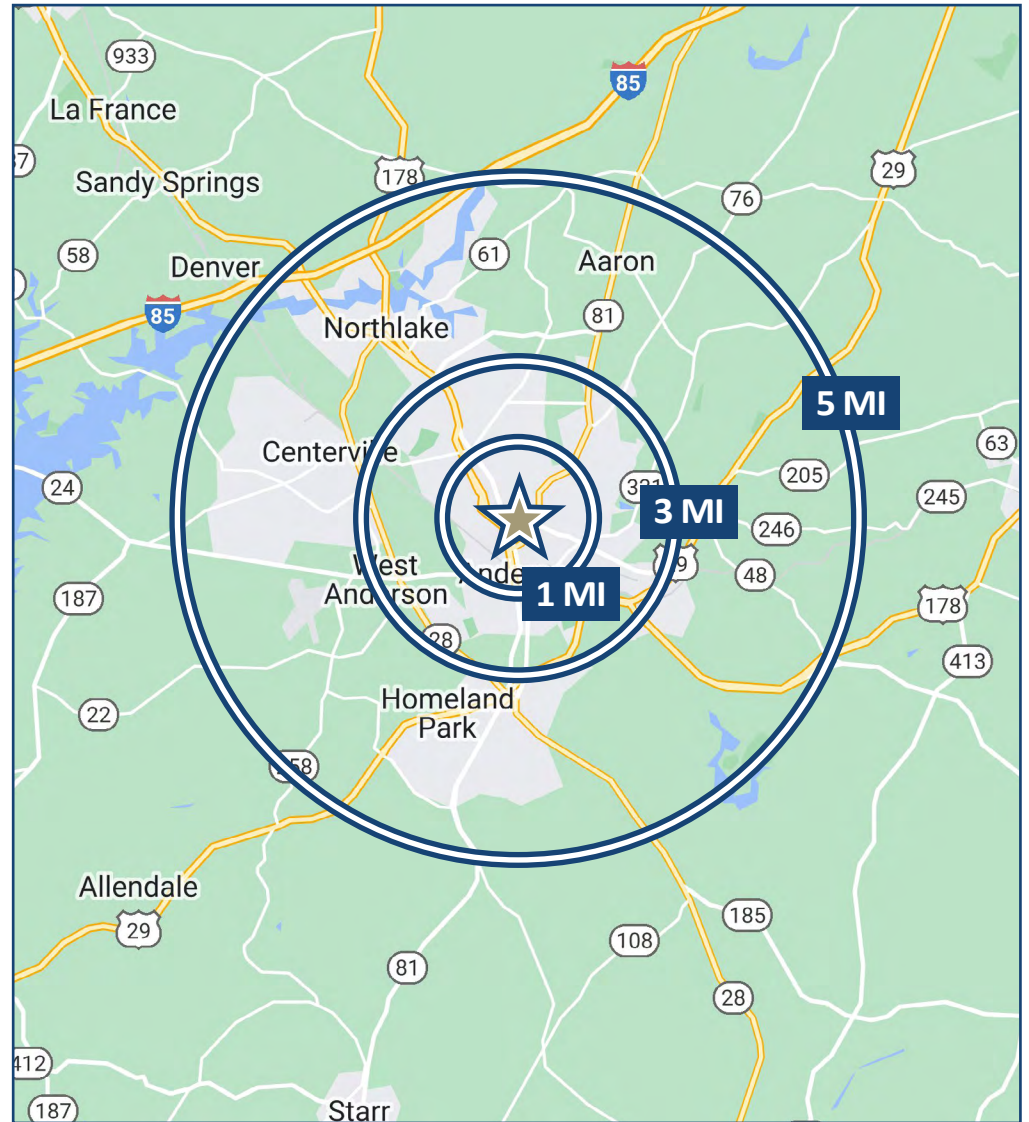 933
85
La France
Sandy Springs
178
29
76
58
61
Denver
Aaron
85
81
Northlake
5 MI
Centerville
63
24
205
245
3 MI
246
West
Anderson
48
1 MI
187
178
28
413
Homeland
Park
22
Allendale
29
185
108
81
28
412
187
Starr